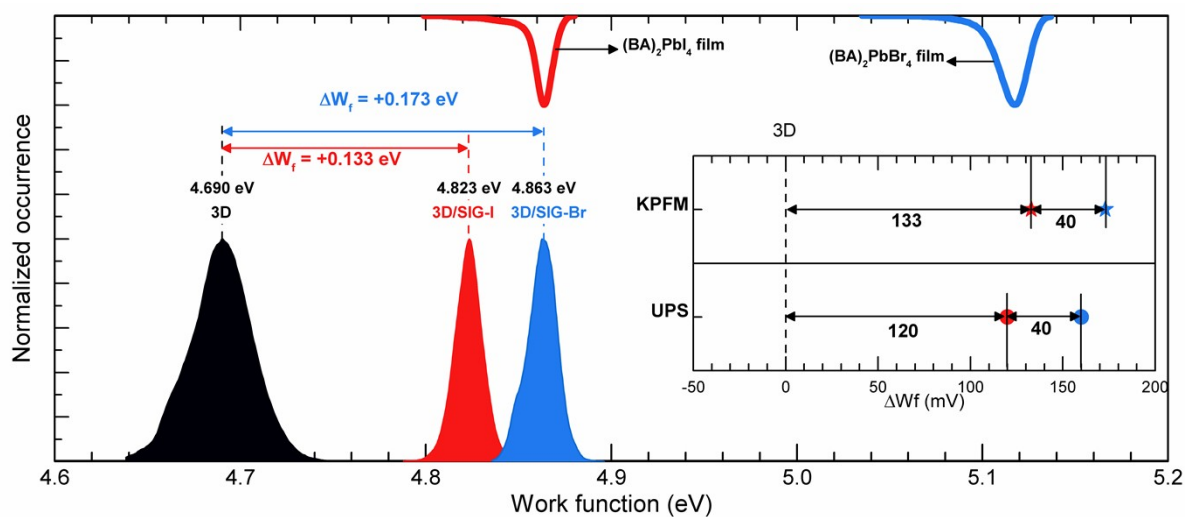 (BA)₂PbI₄ film
(BA)₂PbBr₄ film
ΔW_f = +0.173 eV
ΔW_f = +0.133 eV
4.690 eV
3D
4.823 eV
3D/SIG-I
4.863 eV
3D/SIG-Br
Normalized occurrence
4.6 4.7 4.8 4.9 5.0 5.1 5.2
Work function (eV)
3D
KPFM
133
40
UPS
120
40
-50 0 50 100 150 200
ΔWf (mV)